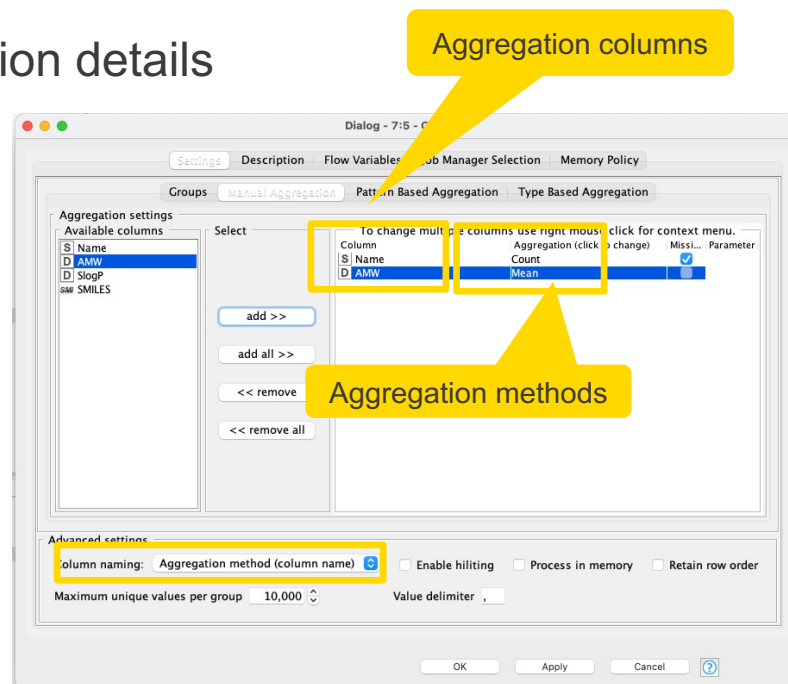 ion details
Aggregation columns
Dialog - 7:5 -
Settings Description Flow Variables Job Manager Selection Memory Policy
Groups Manual Aggregation Pattern Based Aggregation Type Based Aggregation
Aggregation settings
Available columns
S Name
D AMW
D SlogP
SMI SMILES
Select
add >>
add all >>
<< remove
<< remove all
To change multiple columns use right mouse click for context menu.
Column Aggregation (click to change) Missi... Parameter
S Name Count
D AMW Mean
Aggregation methods
Advanced settings
Column naming: Aggregation method (column name) Enable hiliting Process in memory Retain row order
Maximum unique values per group 10,000 Value delimiter ,
OK Apply Cancel ?